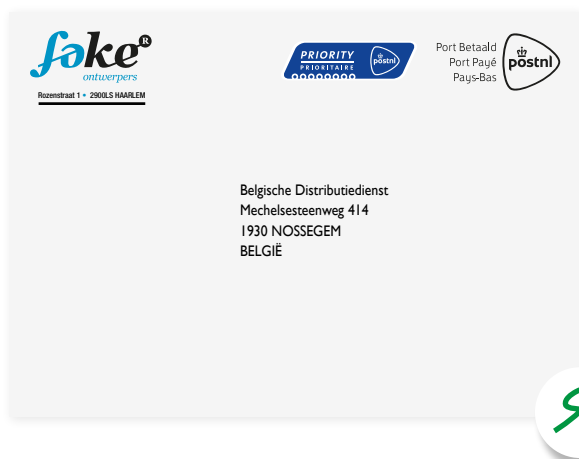 føke®
ontwerpers
Rozenstraat 1 • 2900LS HAARLEM
PRIORITY
PRIORITAIRE
postnl
Port Betaald
Port Payé
Pays-Bas
postnl
Belgische Distributiedienst
Mechelsesteenweg 414
1930 NOSSEGEM
BELGIË